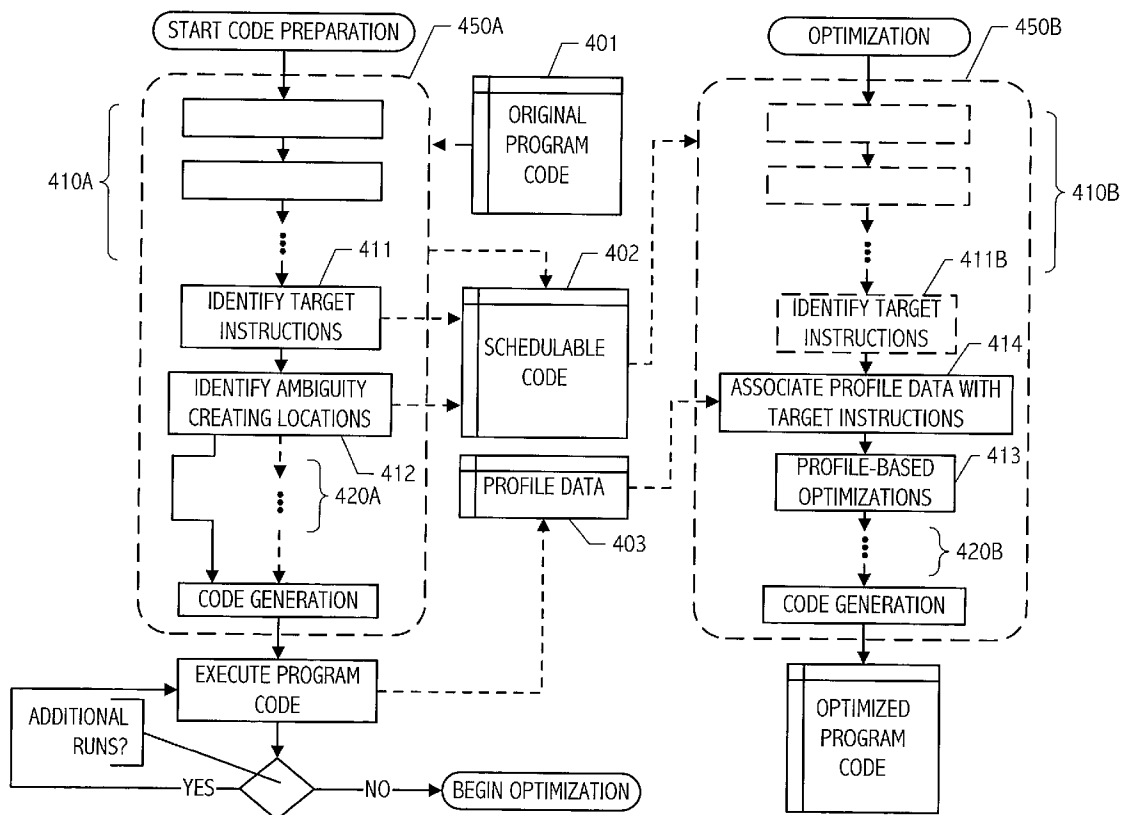 START CODE PREPARATION
450A
401
OPTIMIZATION
450B
ORIGINAL
PROGRAM
CODE
410A
410B
411
402
411B
IDENTIFY TARGET
INSTRUCTIONS
SCHEDULABLE
CODE
IDENTIFY TARGET
INSTRUCTIONS
414
IDENTIFY AMBIGUITY
CREATING LOCATIONS
ASSOCIATE PROFILE DATA WITH
TARGET INSTRUCTIONS
412
420A
PROFILE DATA
403
PROFILE-BASED
OPTIMIZATIONS
413
420B
CODE GENERATION
CODE GENERATION
EXECUTE PROGRAM
CODE
ADDITIONAL
RUNS?
OPTIMIZED
PROGRAM
CODE
YES
NO
BEGIN OPTIMIZATION